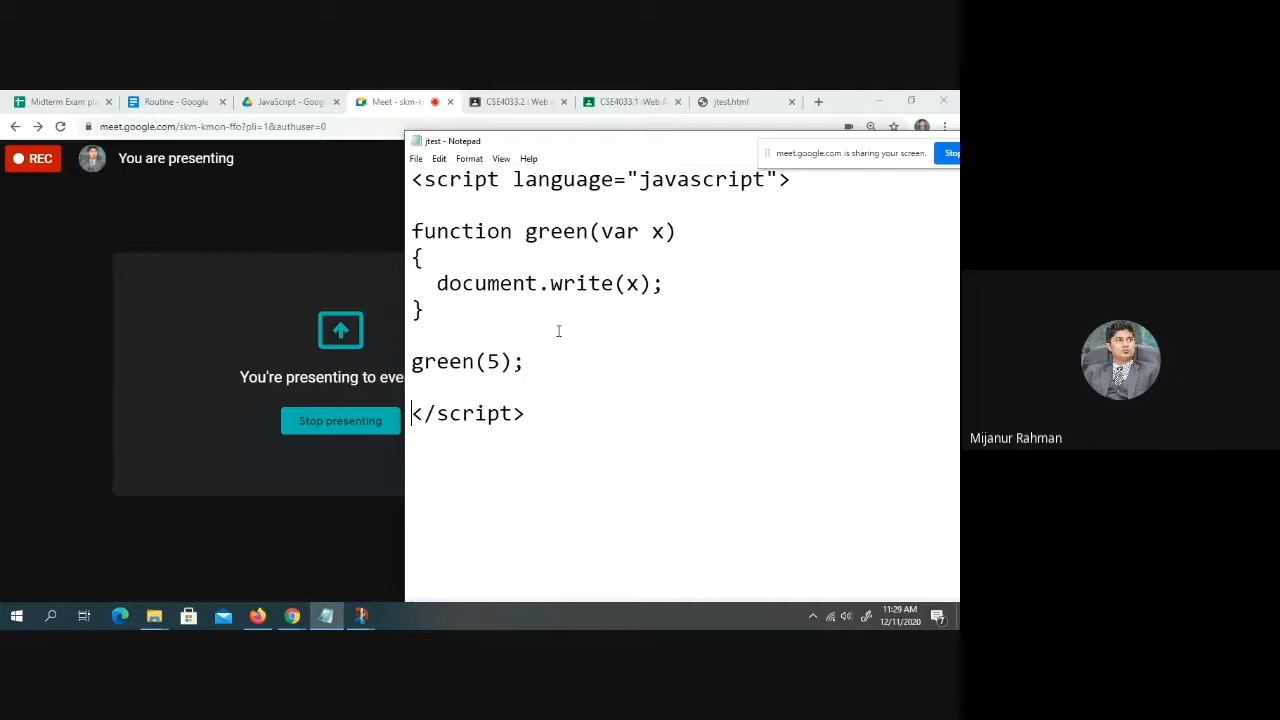 Midterm Exam pla
Routine - Google
JavaScript - Goog
Meet - skm-k
CSE4033.2 : Web A
CSE4033.1 :Web A
jtest.html
meet.google.com/skm-kmon-ffo?pli=1&authuser=0
REC
You are presenting
jtest - Notepad
File Edit Format View Help
meet.google.com is sharing your screen.
Stop
<script language="javascript">
function green(var x)
{
document.write(x);
}
green(5);
</script>
You're presenting to eve
Stop presenting
Mijanur Rahman
11:29 AM
12/11/2020
7